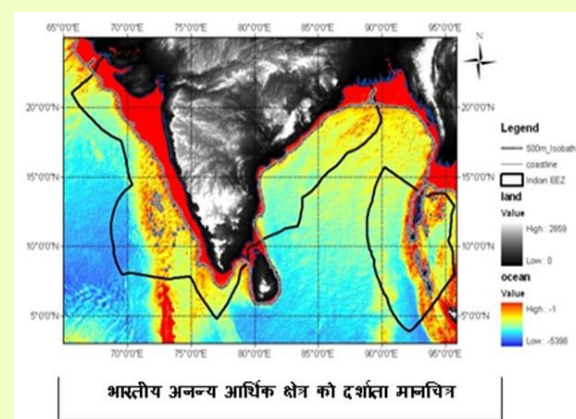 65°0'0"E 70°0'0"E 75°0'0"E 80°0'0"E 85°0'0"E 90°0'0"E 95°0'0"E
N
20°0'0"N 20°0'0"N
15°0'0"N 15°0'0"N
10°0'0"N 10°0'0"N
5°0'0"N 5°0'0"N
70°0'0"E 75°0'0"E 80°0'0"E 85°0'0"E 90°0'0"E 95°0'0"E
Legend
500m_Isobath
coastline
Indian EEZ
land
Value
High : 2859
Low : 0
ocean
Value
High : -1
Low : -5398
भारतीय अनन्य आर्थिक क्षेत्र को दर्शाता मानचित्र